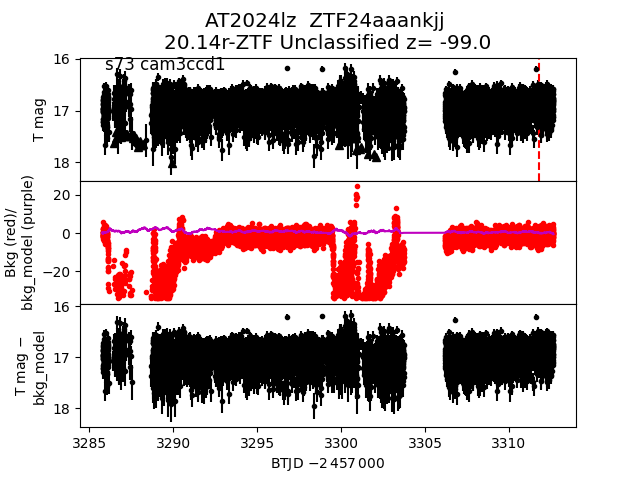 AT2024lz  ZTF24aaankjj
20.14r-ZTF Unclassified z= -99.0
s73 cam3ccd1
T mag
16
17
18
Bkg (red)/
bkg_model (purple)
20
0
−20
T mag −
bkg_model
16
17
18
3285
3290
3295
3300
3305
3310
BTJD −2 457 000